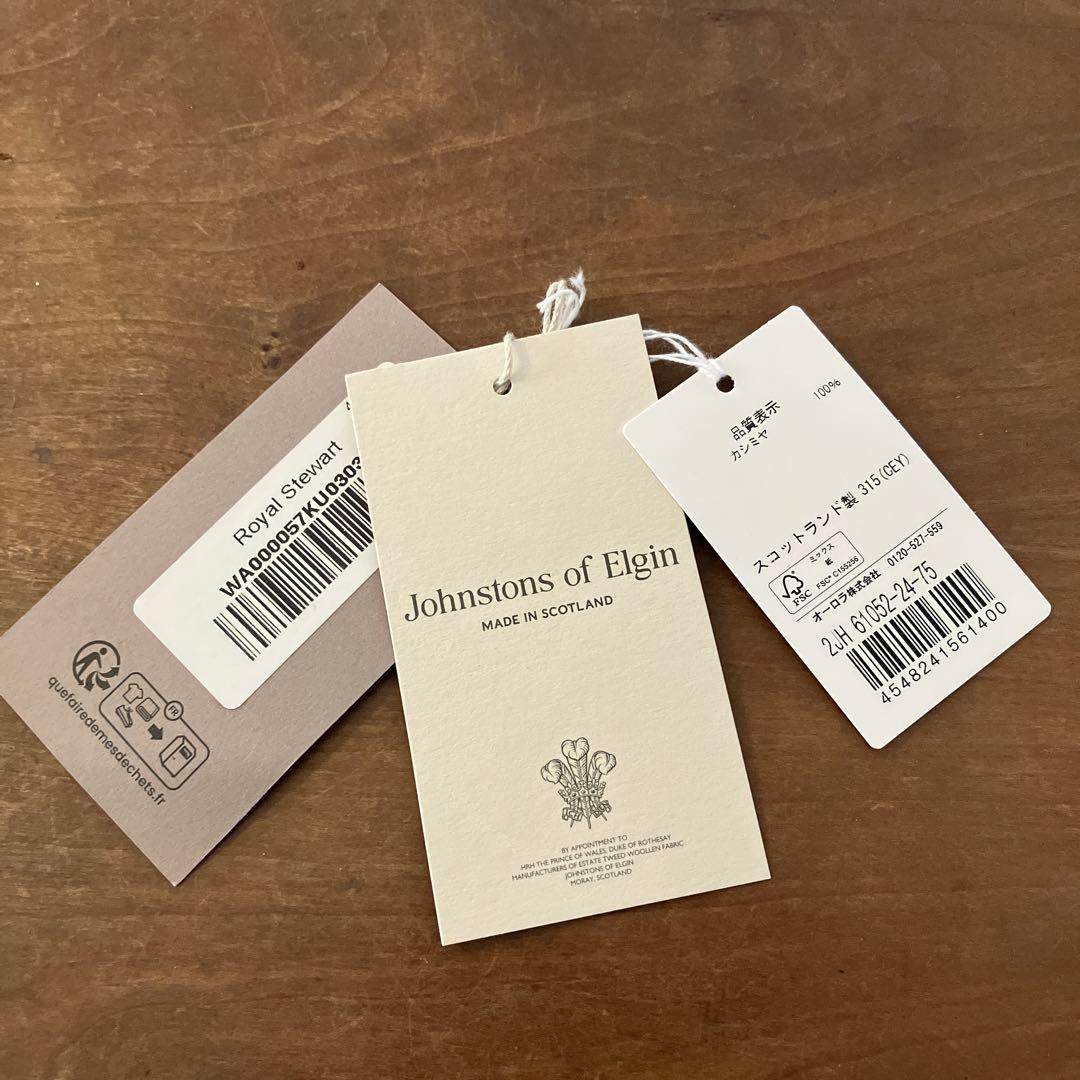 Royal Stewart
WA000057KU0303
FR
quefairedemesdechets.fr
Johnstons of Elgin
MADE IN SCOTLAND
BY APPOINTMENT TO
HRH THE PRINCE OF WALES, DUKE OF ROTHESAY
MANUFACTURERS OF ESTATE TWEED WOOLLEN FABRIC
JOHNSTONS OF ELGIN
MORAY, SCOTLAND
品質表示
カシミヤ 100%
スコットランド製 315(CEY)
FSC
ミックス
紙
FSC® C155256
オーロラ株式会社 0120-527-559
2JH 61052-24-75
4548241561400